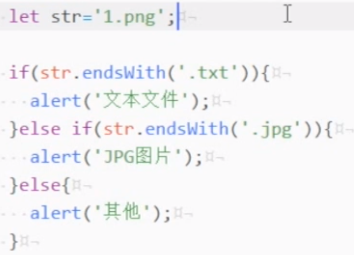 let str='1.png';
if(str.endsWith('.txt')){
alert('文本文件');
}else if(str.endsWith('.jpg')){
alert('JPG图片');
}else{
alert('其他');
}